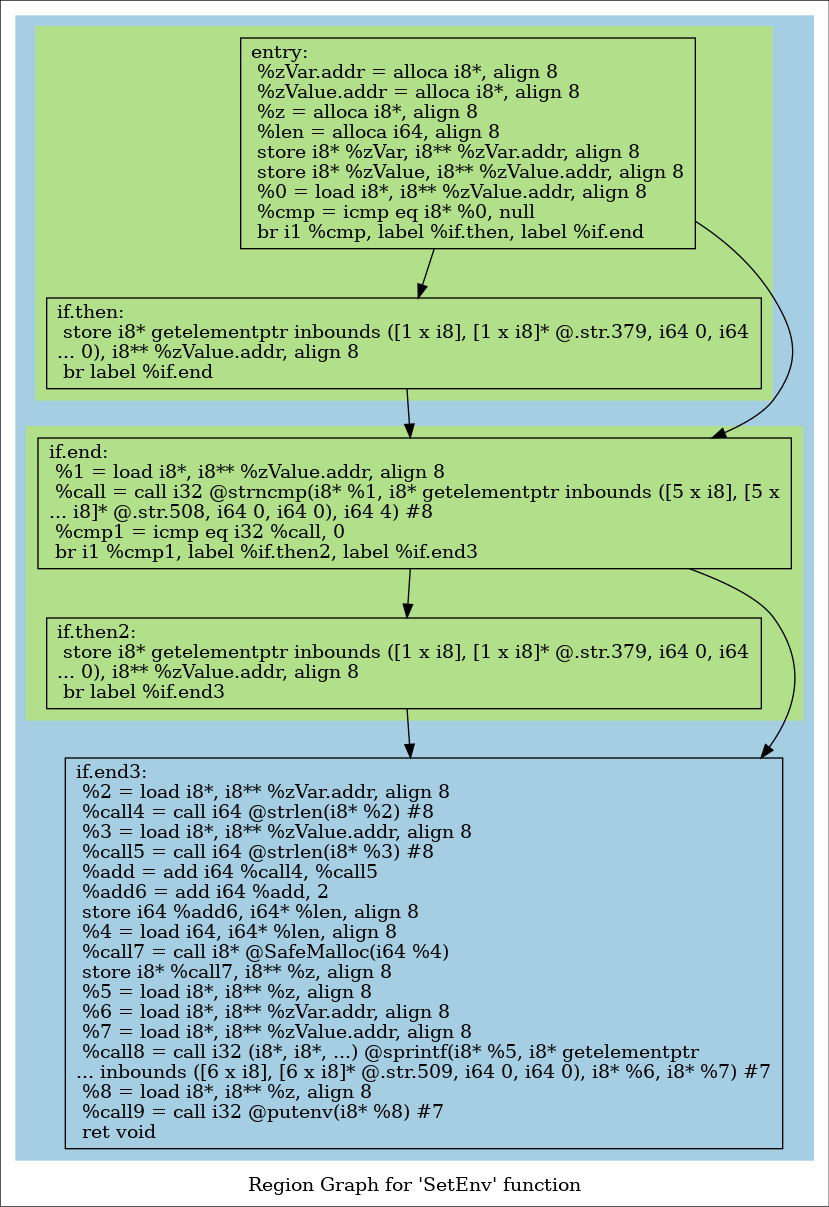 entry:
%zVar.addr = alloca i8*, align 8
%zValue.addr = alloca i8*, align 8
%z = alloca i8*, align 8
%len = alloca i64, align 8
store i8* %zVar, i8** %zVar.addr, align 8
store i8* %zValue, i8** %zValue.addr, align 8
%0 = load i8*, i8** %zValue.addr, align 8
%cmp = icmp eq i8* %0, null
br i1 %cmp, label %if.then, label %if.end
if.then:
store i8* getelementptr inbounds ([1 x i8], [1 x i8]* @.str.379, i64 0, i64
... 0), i8** %zValue.addr, align 8
br label %if.end
if.end:
%1 = load i8*, i8** %zValue.addr, align 8
%call = call i32 @strncmp(i8* %1, i8* getelementptr inbounds ([5 x i8], [5 x
... i8]* @.str.508, i64 0, i64 0), i64 4) #8
%cmp1 = icmp eq i32 %call, 0
br i1 %cmp1, label %if.then2, label %if.end3
if.then2:
store i8* getelementptr inbounds ([1 x i8], [1 x i8]* @.str.379, i64 0, i64
... 0), i8** %zValue.addr, align 8
br label %if.end3
if.end3:
%2 = load i8*, i8** %zVar.addr, align 8
%call4 = call i64 @strlen(i8* %2) #8
%3 = load i8*, i8** %zValue.addr, align 8
%call5 = call i64 @strlen(i8* %3) #8
%add = add i64 %call4, %call5
%add6 = add i64 %add, 2
store i64 %add6, i64* %len, align 8
%4 = load i64, i64* %len, align 8
%call7 = call i8* @SafeMalloc(i64 %4)
store i8* %call7, i8** %z, align 8
%5 = load i8*, i8** %z, align 8
%6 = load i8*, i8** %zVar.addr, align 8
%7 = load i8*, i8** %zValue.addr, align 8
%call8 = call i32 (i8*, i8*, ...) @sprintf(i8* %5, i8* getelementptr
... inbounds ([6 x i8], [6 x i8]* @.str.509, i64 0, i64 0), i8* %6, i8* %7) #7
%8 = load i8*, i8** %z, align 8
%call9 = call i32 @putenv(i8* %8) #7
ret void
Region Graph for 'SetEnv' function